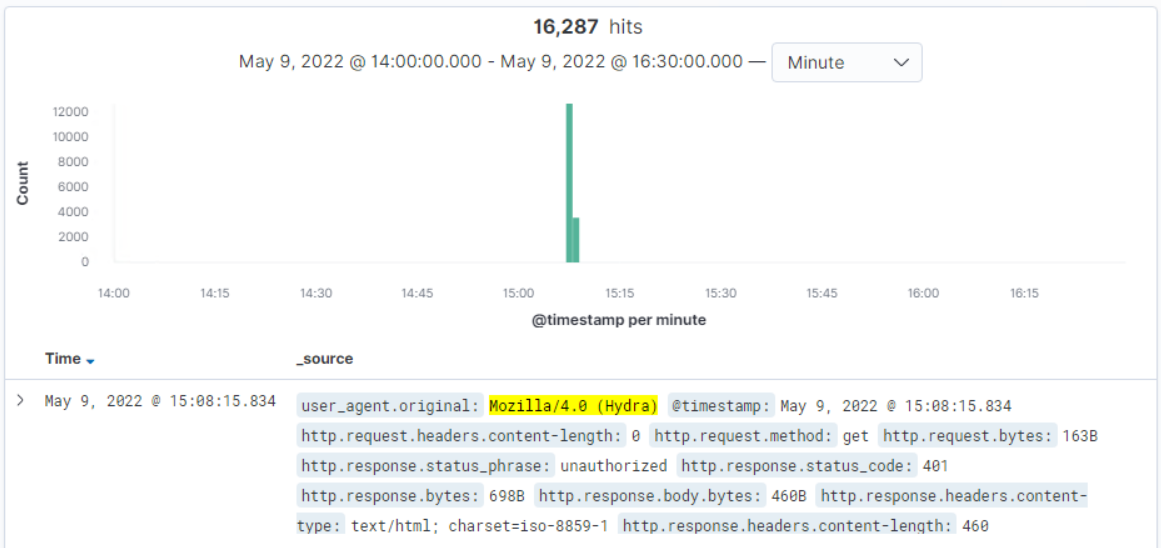 16,287 hits
May 9, 2022 @ 14:00:00.000 - May 9, 2022 @ 16:30:00.000 — Minute
12000
10000
8000
6000
4000
2000
0
Count
14:00 14:15 14:30 14:45 15:00 15:15 15:30 15:45 16:00 16:15
@timestamp per minute
Time _source
May 9, 2022 @ 15:08:15.834 user_agent.original: Mozilla/4.0 (Hydra) @timestamp: May 9, 2022 @ 15:08:15.834
http.request.headers.content-length: 0 http.request.method: get http.request.bytes: 163B
http.response.status_phrase: unauthorized http.response.status_code: 401
http.response.bytes: 698B http.response.body.bytes: 460B http.response.headers.content-
type: text/html; charset=iso-8859-1 http.response.headers.content-length: 460